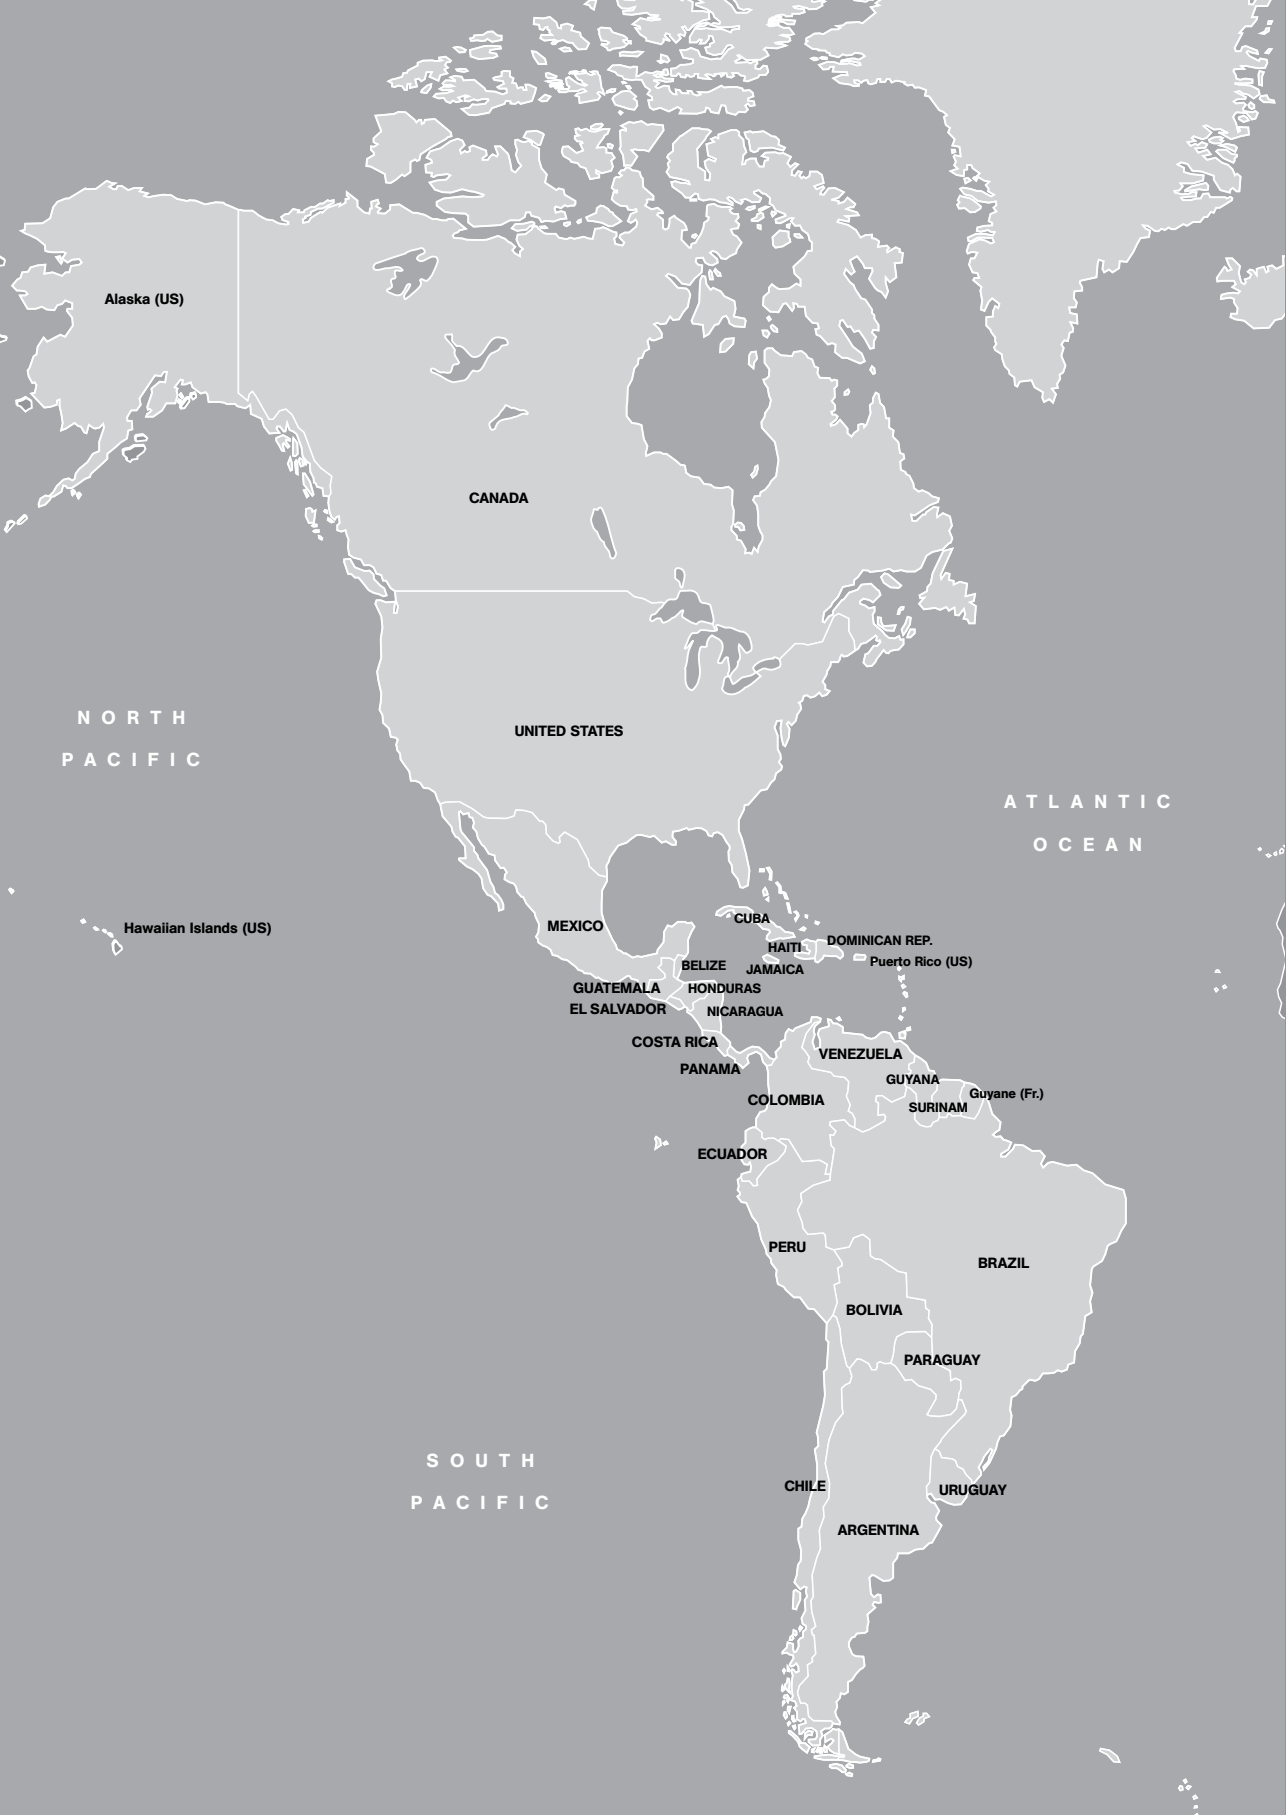 Alaska (US)
CANADA
NORTH
PACIFIC
UNITED STATES
ATLANTIC
OCEAN
Hawaiian Islands (US)
MEXICO
CUBA
HAITI
DOMINICAN REP.
Puerto Rico (US)
JAMAICA
BELIZE
GUATEMALA
HONDURAS
EL SALVADOR
NICARAGUA
COSTA RICA
PANAMA
VENEZUELA
GUYANA
Guyane (Fr.)
SURINAM
COLOMBIA
ECUADOR
PERU
BRAZIL
BOLIVIA
PARAGUAY
SOUTH
PACIFIC
CHILE
URUGUAY
ARGENTINA